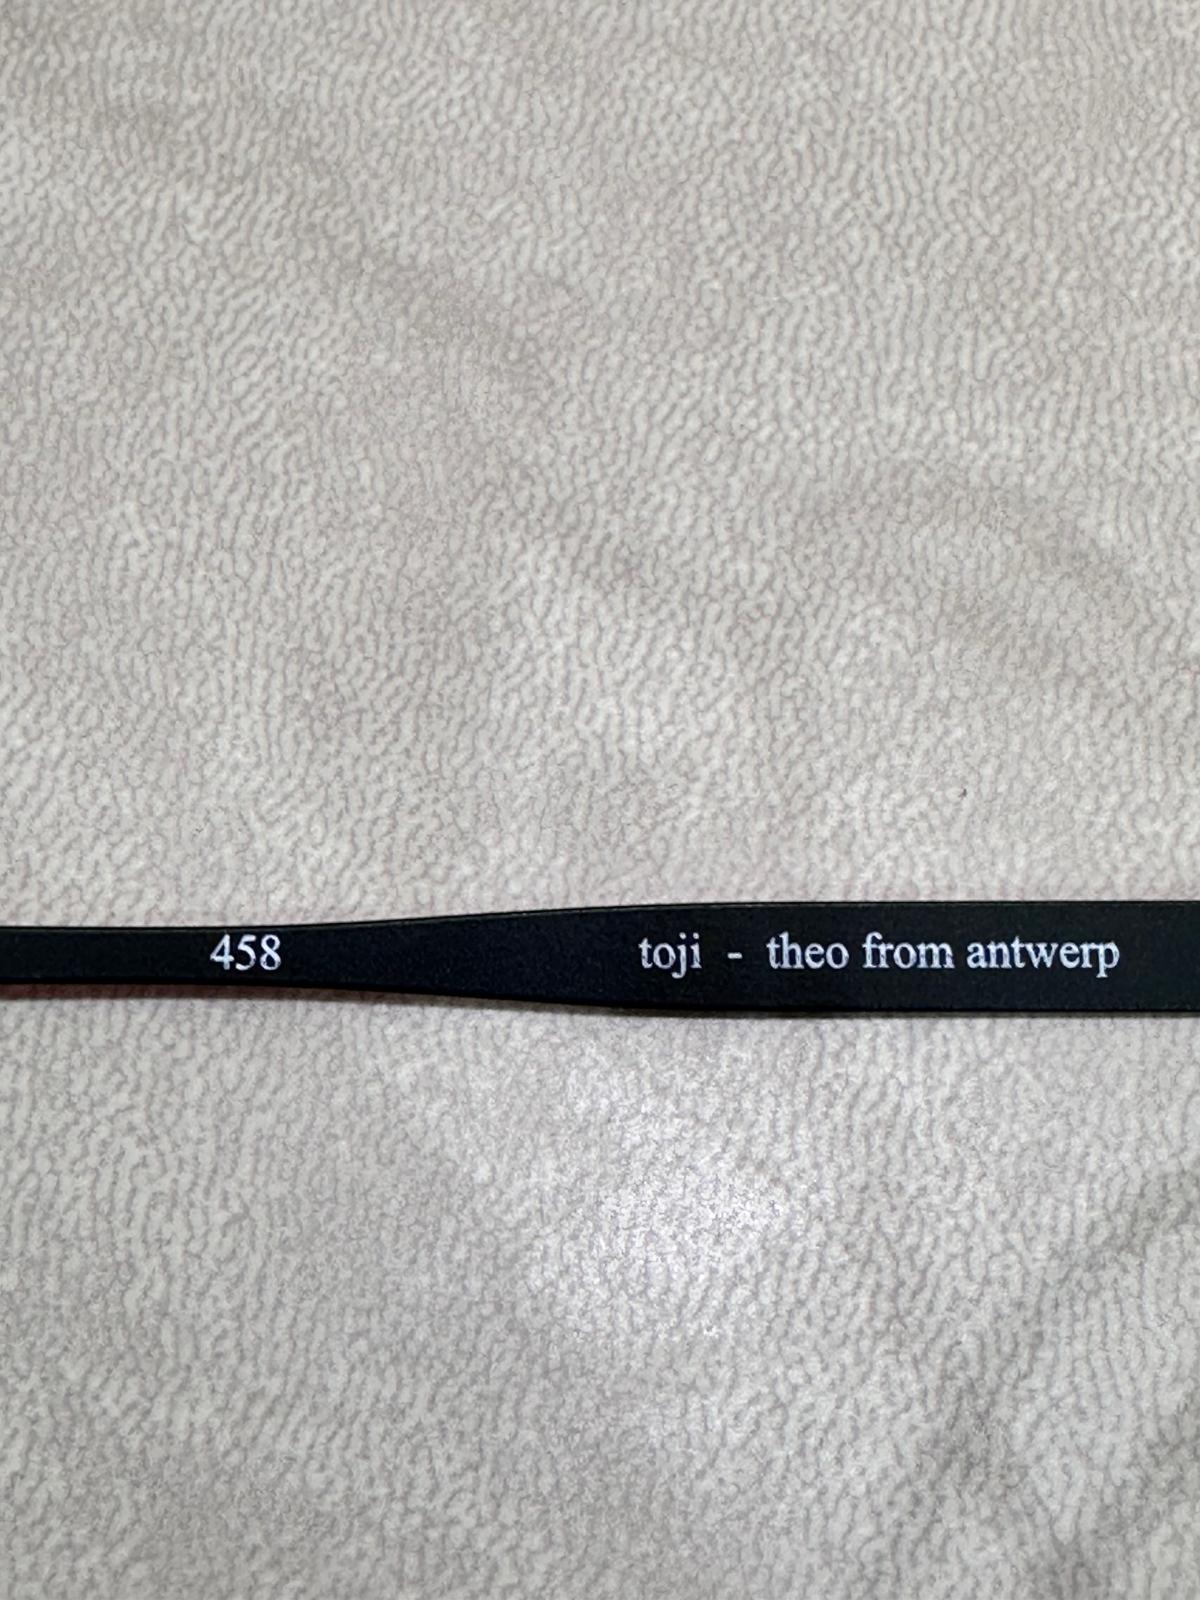 458 toji - theo from antwerp